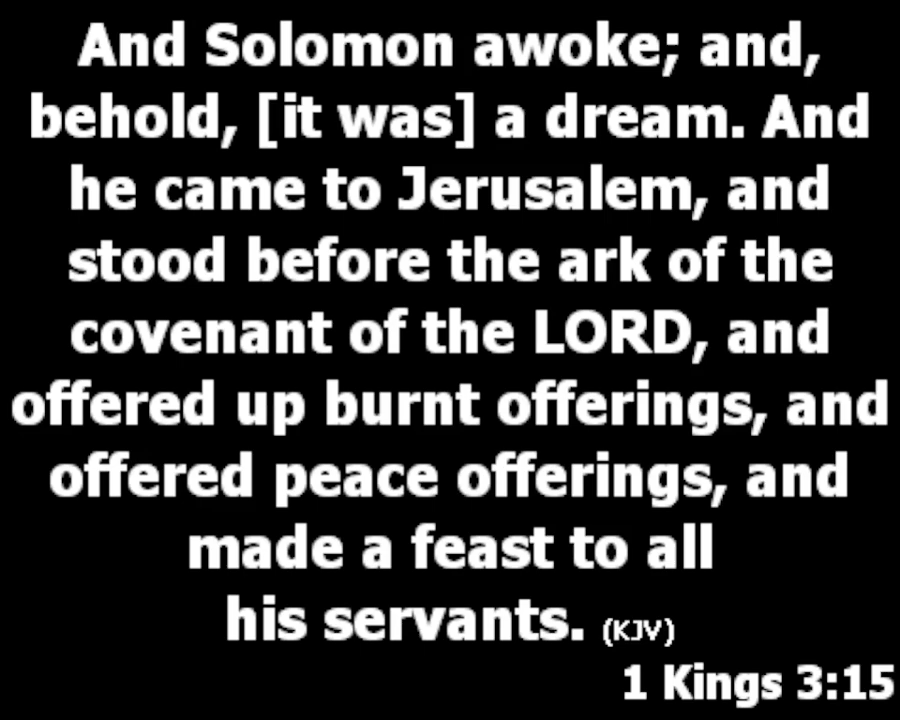 And Solomon awoke; and,
behold, [it was] a dream. And
he came to Jerusalem, and
stood before the ark of the
covenant of the LORD, and
offered up burnt offerings, and
offered peace offerings, and
made a feast to all
his servants. (KJV)
1 Kings 3:15